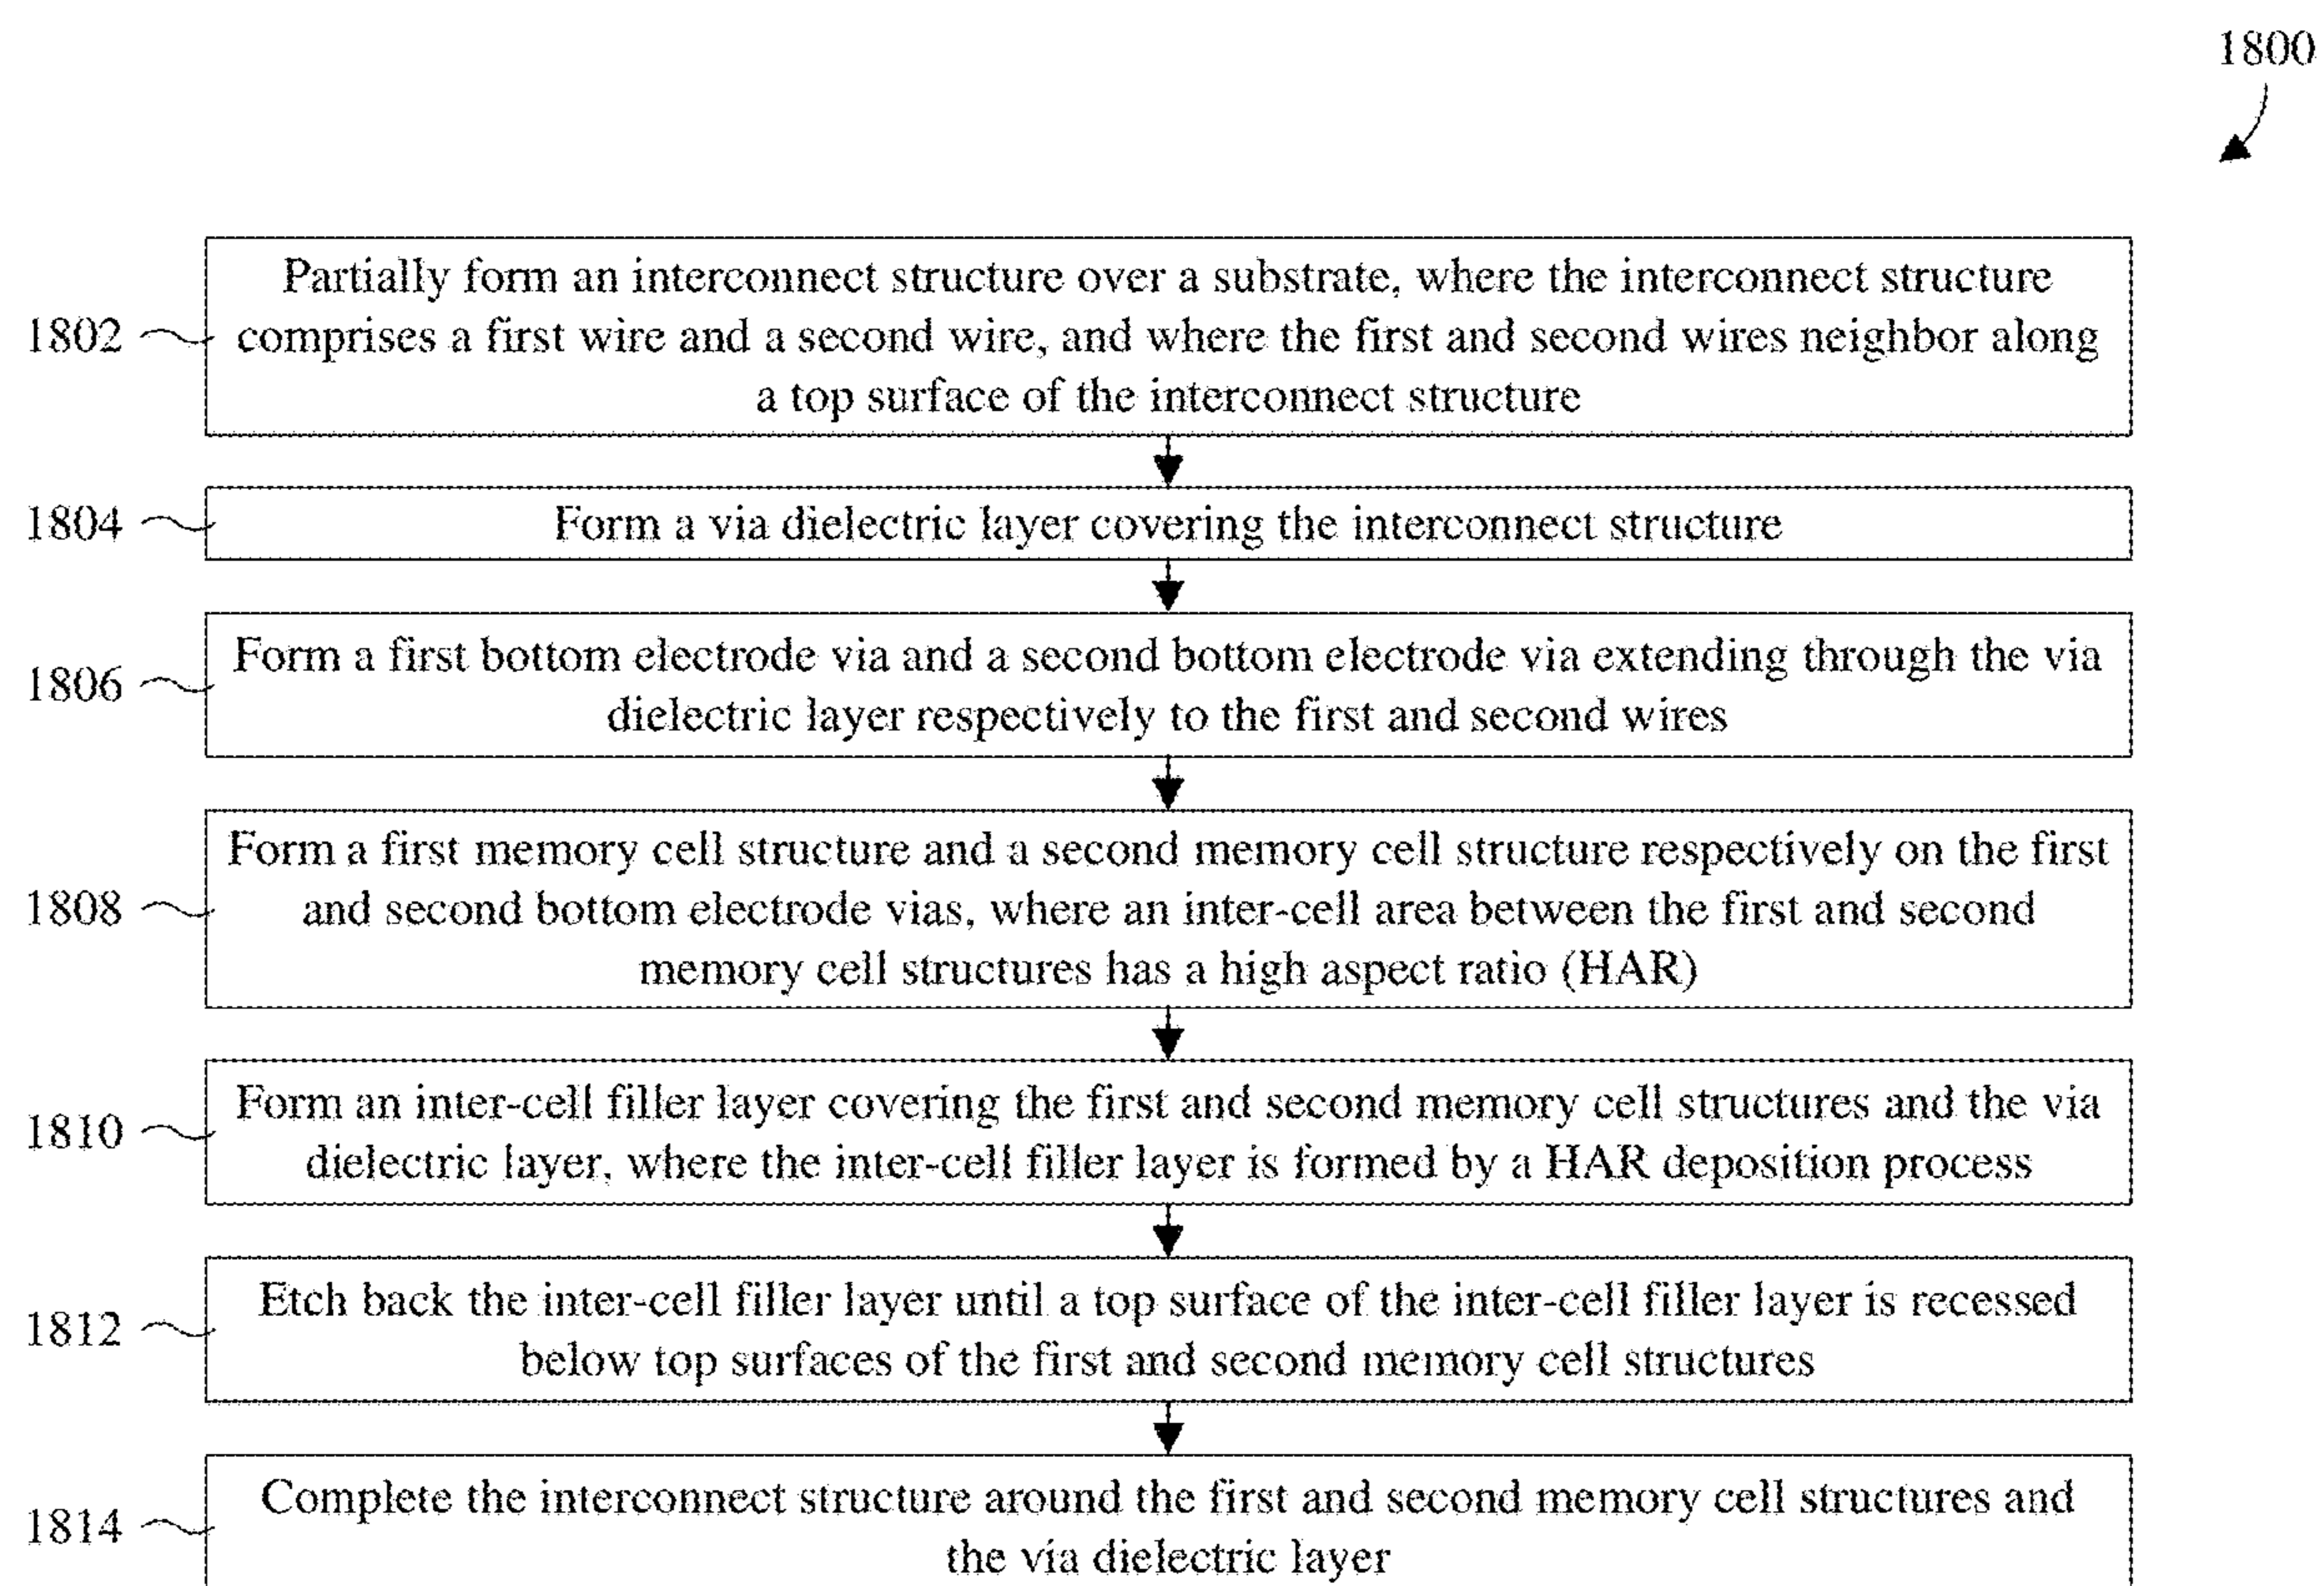 1800
Partially form an interconnect structure over a substrate, where the interconnect structure
1802 comprises a first wire and a second wire, and where the first and second wires neighbor along
a top surface of the interconnect structure
1804 Form a via dielectric layer covering the interconnect structure
Form a first bottom electrode via and a second bottom electrode via extending through the via
1806
dielectric layer respectively to the first and second wires
Form a first memory cell structure and a second memory cell structure respectively on the first
1808 and second bottom electrode vias, where an inter-cell area between the first and second
memory cell structures has a high aspect ratio (HAR)
Form an inter-cell filler layer covering the first and second memory cell structures and the via
1810
dielectric layer, where the inter-cell filler layer is formed by a HAR deposition process
Etch back the inter-cell filler layer until a top surface of the inter-cell filler layer is recessed
1812
below top surfaces of the first and second memory cell structures
Complete the interconnect structure around the first and second memory cell structures and
1814
the via dielectric layer